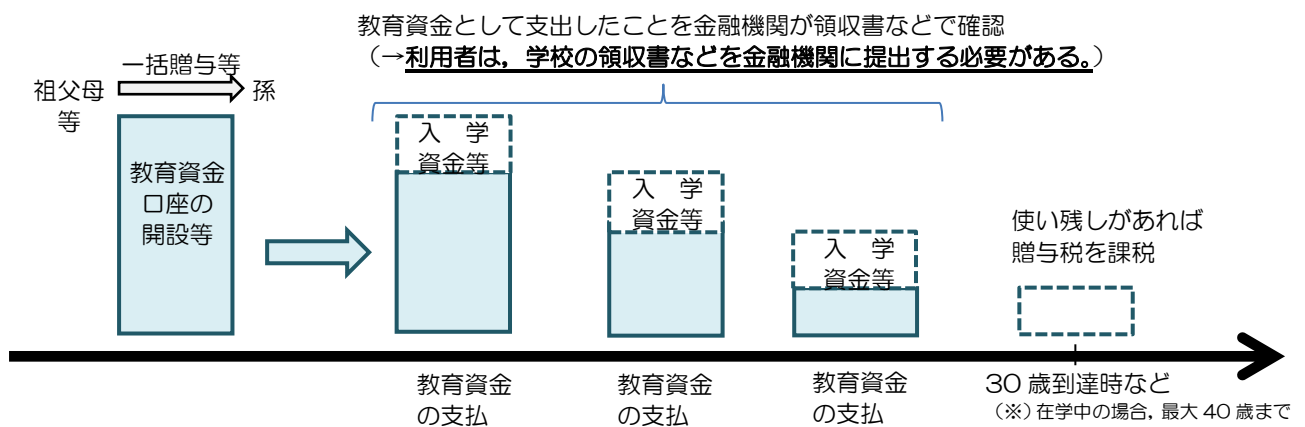 教育資金として支出したことを金融機関が領収書などで確認
(→利用者は，学校の領収書などを金融機関に提出する必要がある。)
一括贈与等
祖父母
等
孫
教育資金
口座の
開設等
入　学
資金等
入　学
資金等
入　学
資金等
使い残しがあれば
贈与税を課税
教育資金
の支払
教育資金
の支払
教育資金
の支払
30 歳到達時など
（※）在学中の場合，最大 40 歳まで